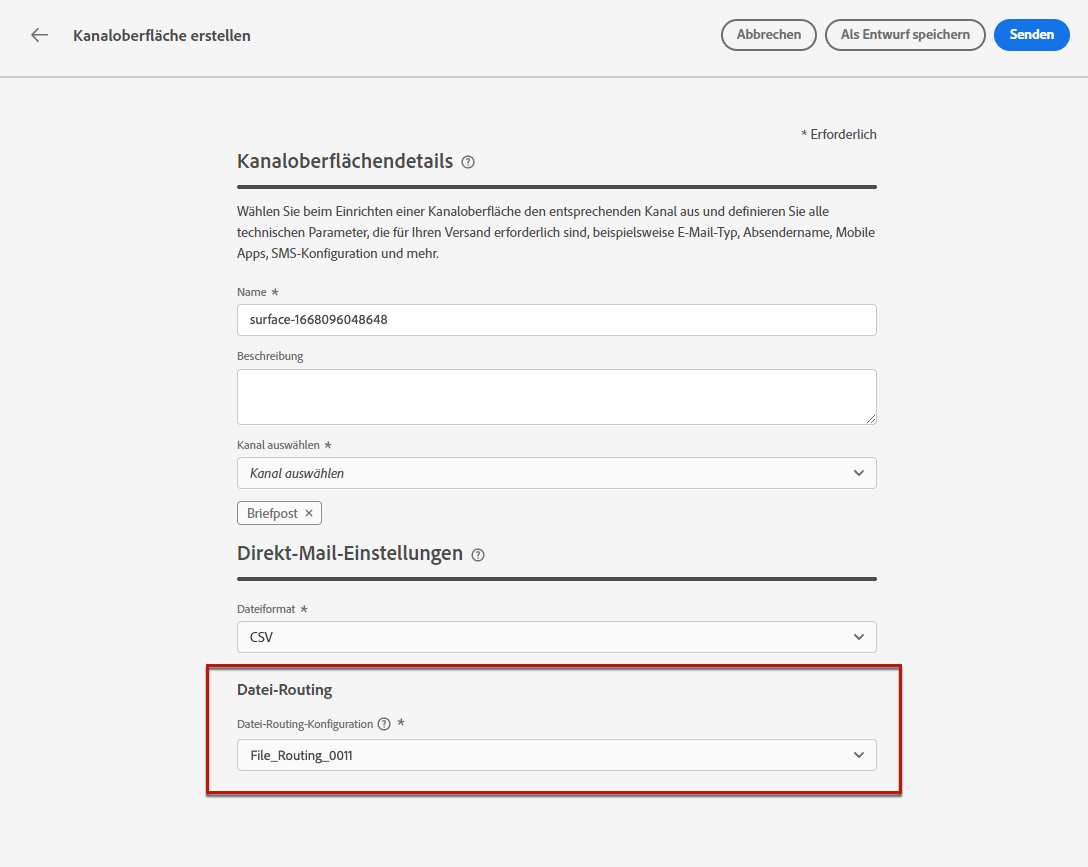 Kanaloberfläche erstellen
Abbrechen
Als Entwurf speichern
Senden
* Erforderlich
Kanaloberflächendetails
Wählen Sie beim Einrichten einer Kanaloberfläche den entsprechenden Kanal aus und definieren Sie alle
technischen Parameter, die für Ihren Versand erforderlich sind, beispielsweise E-Mail-Typ, Absendername, Mobile
Apps, SMS-Konfiguration und mehr.
Name *
surface-1668096048648
Beschreibung
Kanal auswählen *
Kanal auswählen
Briefpost ×
Direkt-Mail-Einstellungen
Dateiformat *
CSV
Datei-Routing
Datei-Routing-Konfiguration *
File_Routing_0011